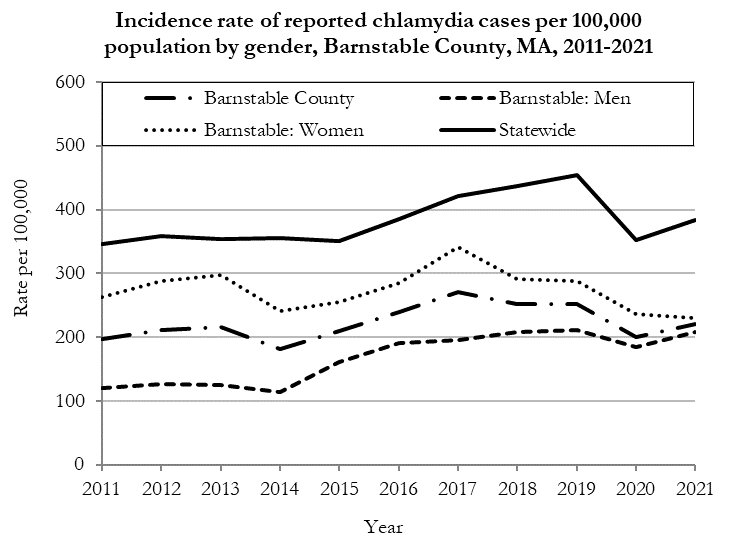 Incidence rate of reported chlamydia cases per 100,000
population by gender, Barnstable County, MA, 2011-2021
600
500
400
300
200
100
0
Rate per 100,000
Barnstable County
Barnstable: Men
Barnstable: Women
Statewide
2011 2012 2013 2014 2015 2016 2017 2018 2019 2020 2021
Year